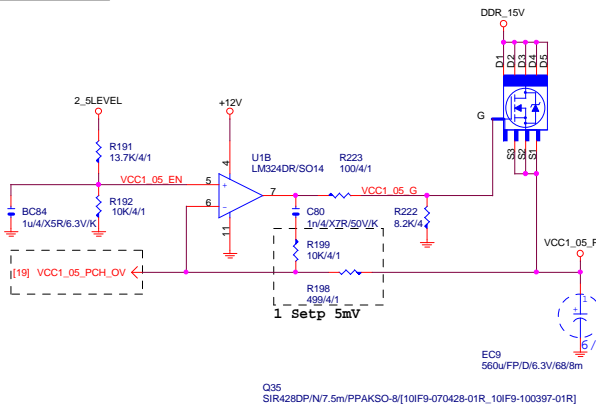 DDR_15V
D1
D2
D3
D4
D5
G
S3
S2
S1
2_5LEVEL
+12V
R191
13.7K/4/1
U1B
LM324DR/SO14
R223
100/4/1
4
VCC1_05_EN
5
+
7
VCC1_05_G
6
-
11
BC84
1u/4/X5R/6.3V/K
R192
10K/4/1
C80
1n/4/X7R/50V/K
R222
8.2K/4
R199
10K/4/1
VCC1_05_P
[19] VCC1_05_PCH_OV
R198
499/4/1
1 Setp 5mV
1
+
6/
EC9
560u/FP/D/6.3V/68/8m
Q35
SIR428DP/N/7.5m/PPAKSO-8/[10IF9-070428-01R_10IF9-100397-01R]